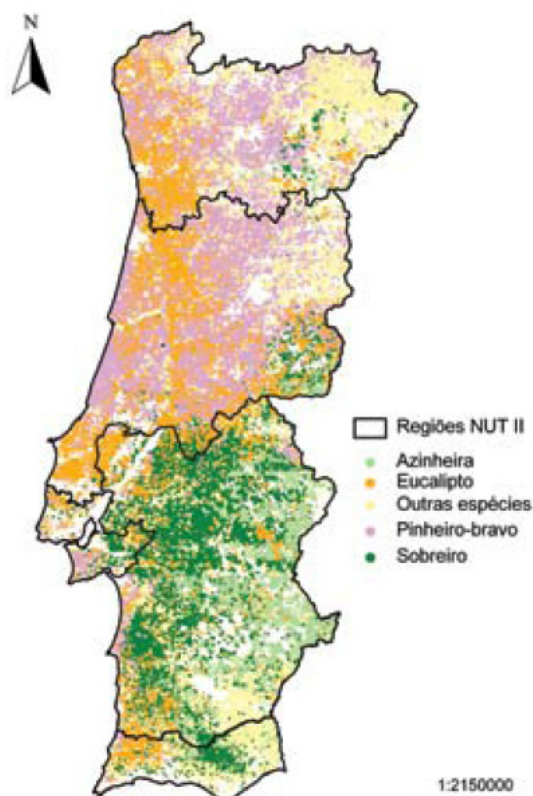 N
Regiões NUT II
Azinheira
Eucalipto
Outras espécies
Pinheiro-bravo
Sobreiro
1:2150000